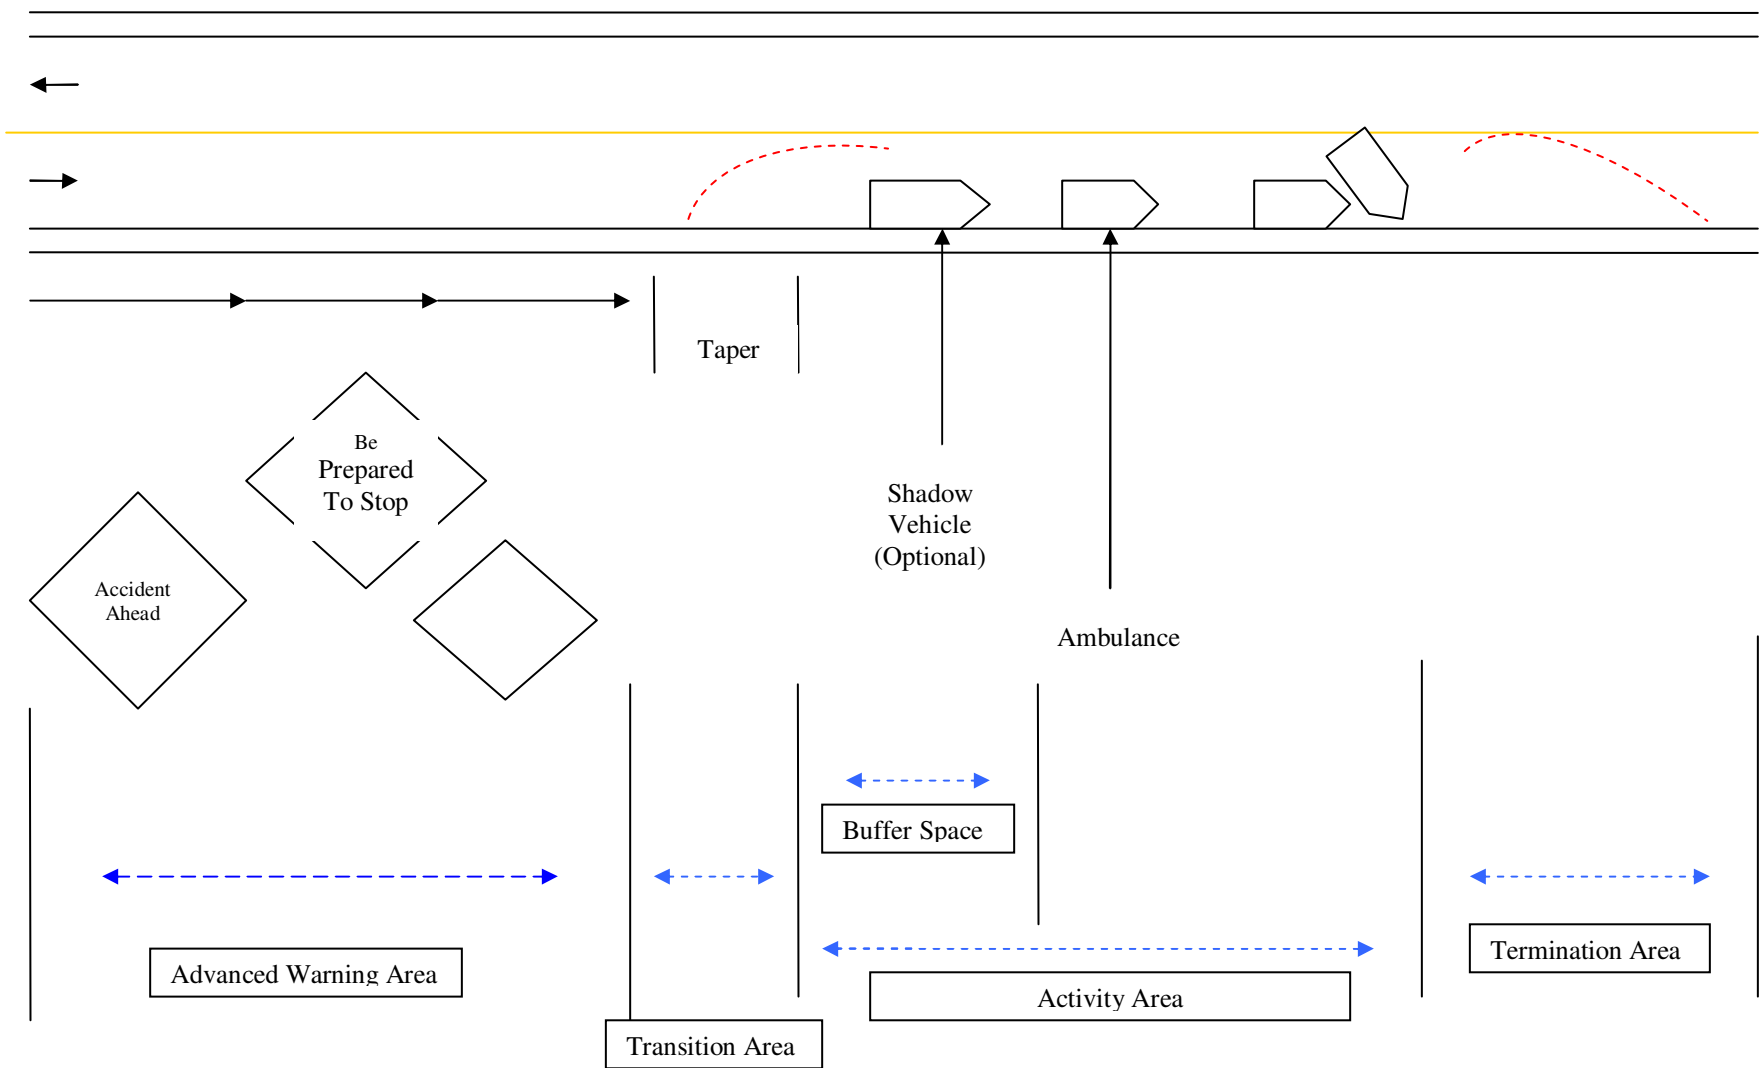 Taper
Be
Prepared
To Stop
Accident
Ahead
Shadow
Vehicle
(Optional)
Ambulance
Buffer Space
Advanced Warning Area
Transition Area
Activity Area
Termination Area